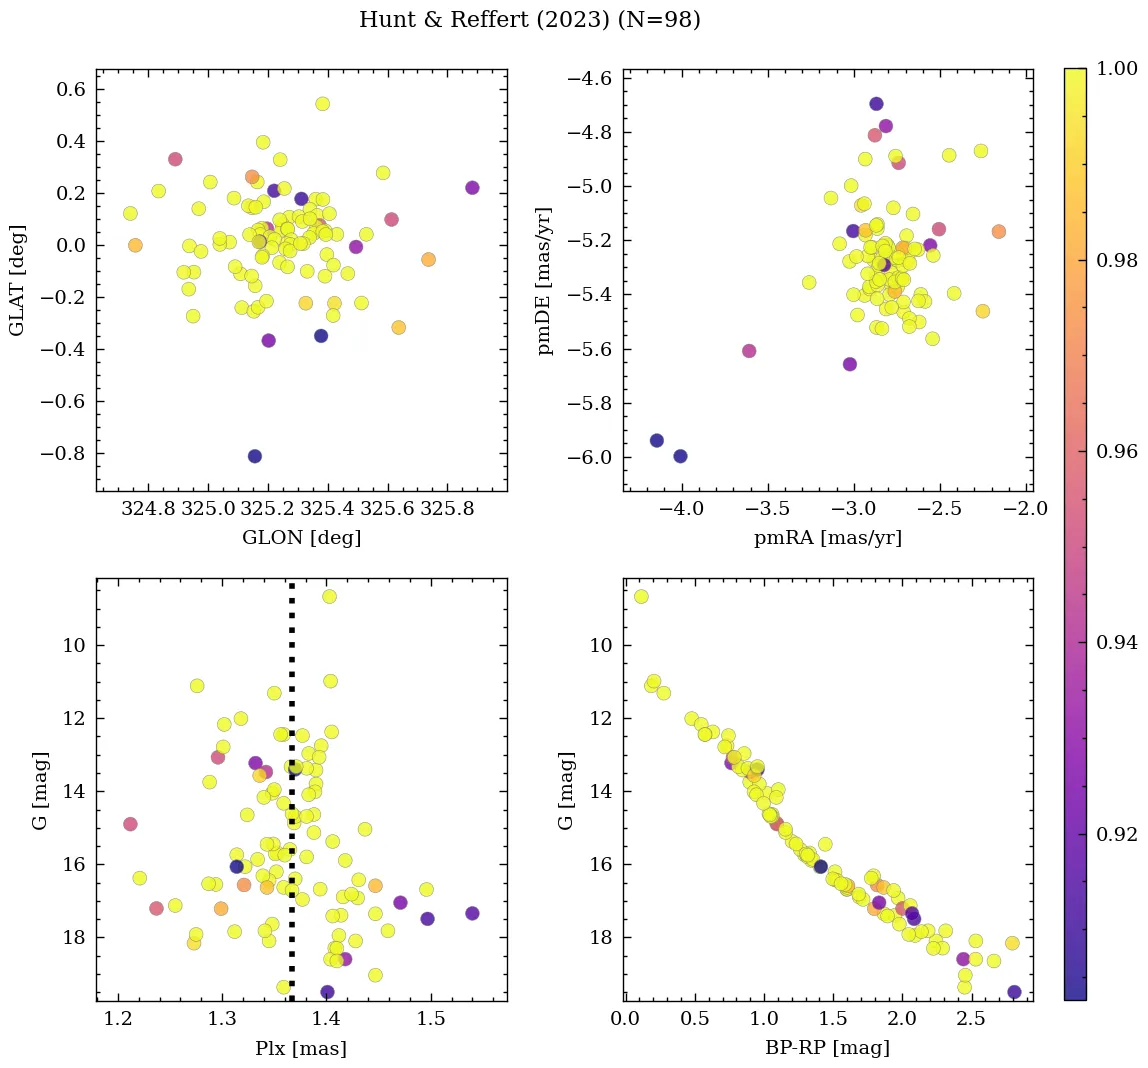 Hunt & Reffert (2023) (N=98)
0.6
0.4
0.2
0.0
−0.2
−0.4
−0.6
−0.8
GLAT [deg]
324.8 325.0 325.2 325.4 325.6 325.8
GLON [deg]
−4.6
−4.8
−5.0
−5.2
−5.4
−5.6
−5.8
−6.0
pmDE [mas/yr]
−4.0 −3.5 −3.0 −2.5 −2.0
pmRA [mas/yr]
10
12
14
16
18
G [mag]
1.2 1.3 1.4 1.5
Plx [mas]
10
12
14
16
18
G [mag]
0.0 0.5 1.0 1.5 2.0 2.5
BP-RP [mag]
1.00
0.98
0.96
0.94
0.92